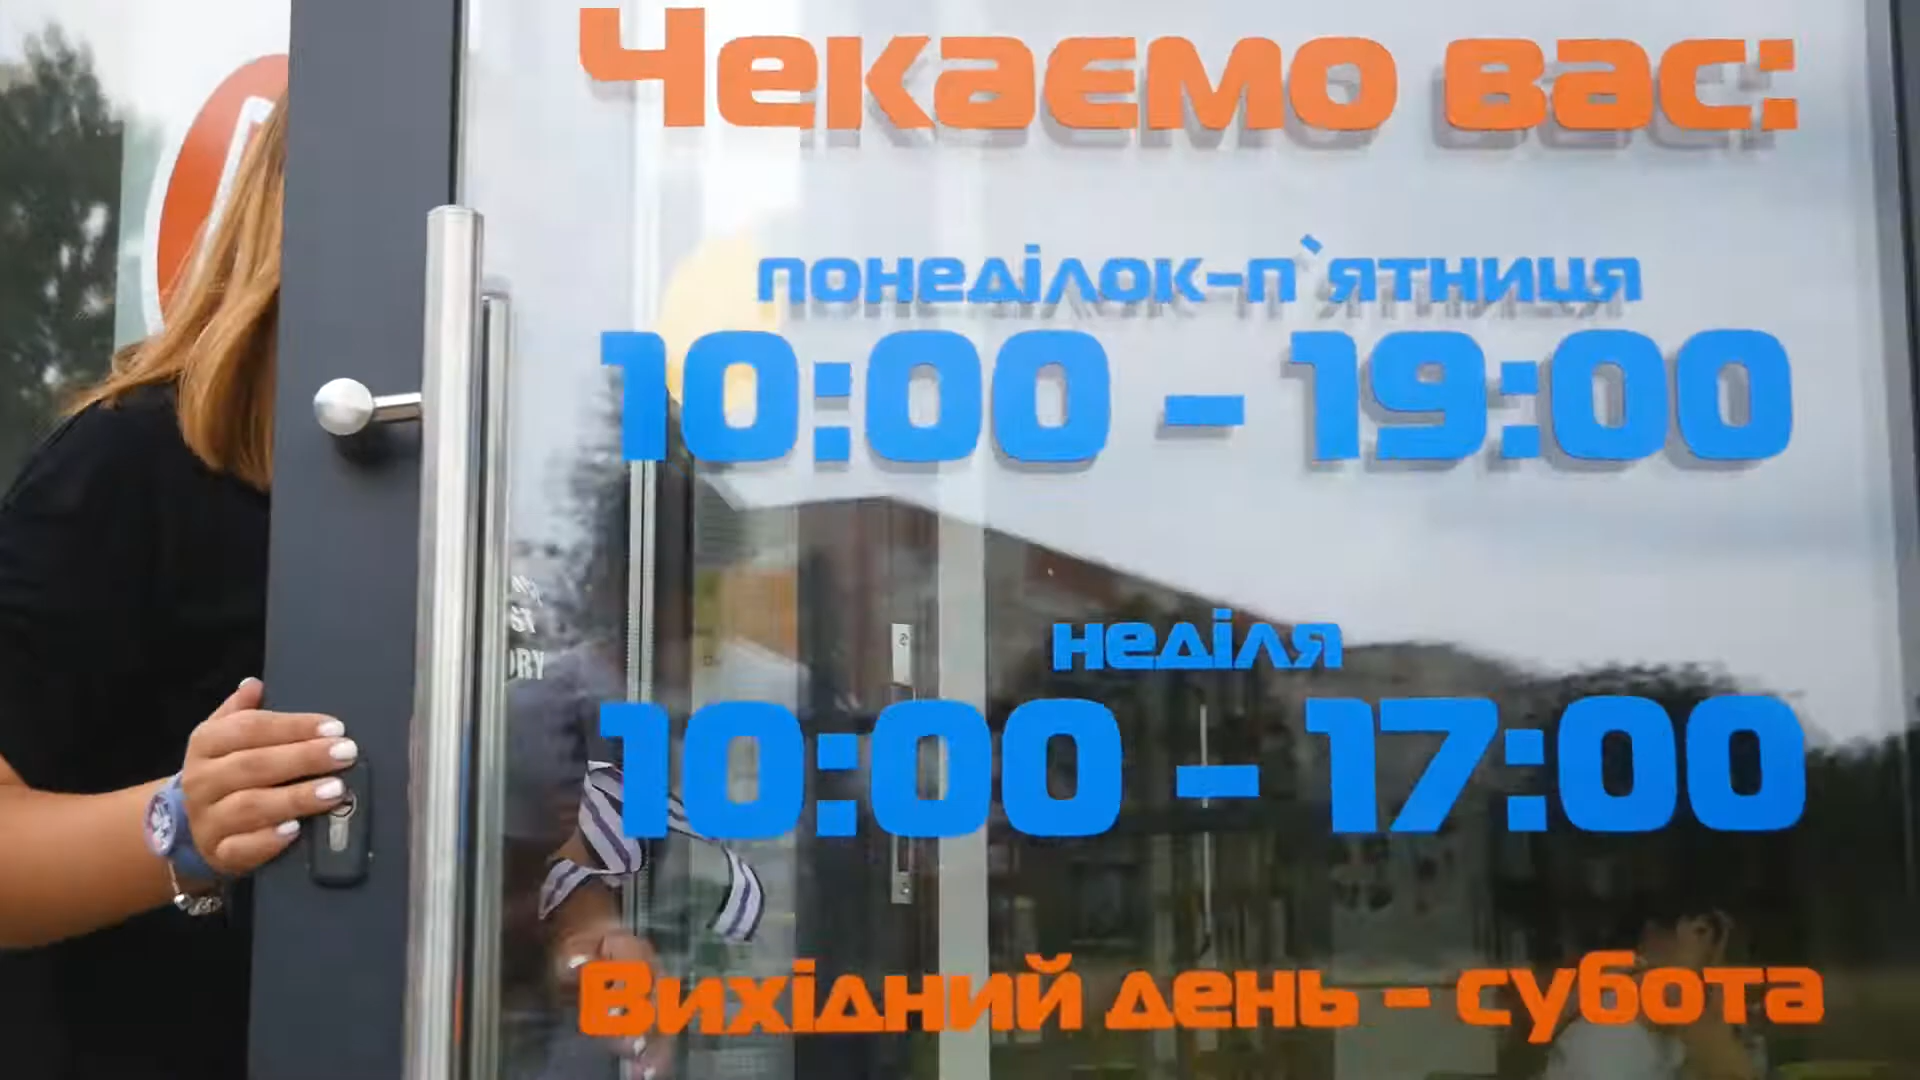 Чекаємо вас:
понеділок-п`ятниця
10:00 - 19:00
неділя
10:00 - 17:00
Вихідний день - субота